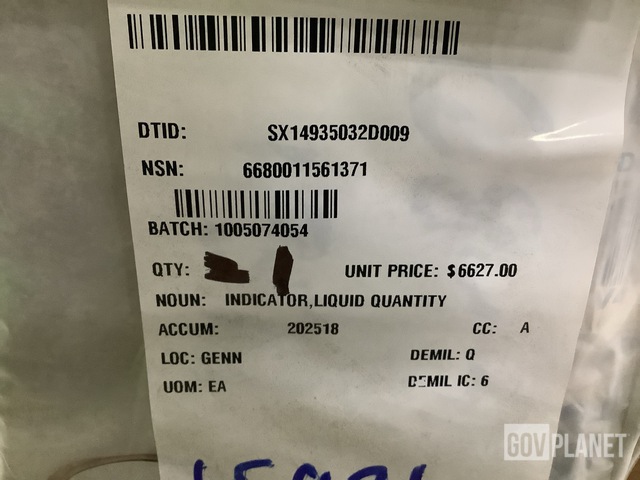 DTID: SX14935032D009
NSN: 6680011561371
BATCH: 1005074054
QTY: 1 UNIT PRICE: $6627.00
NOUN: INDICATOR,LIQUID QUANTITY
ACCUM: 202518 CC: A
LOC: GENN DEMIL: Q
UOM: EA DEMIL IC: 6
GOVPLANET